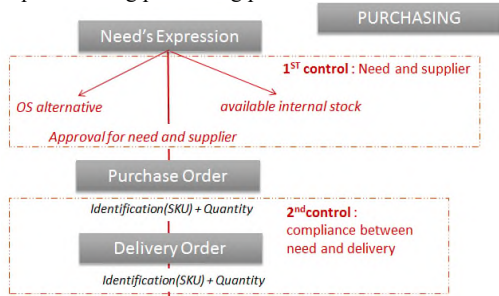 PURCHASING
Need's Expression
1ST control : Need and supplier
OS alternative
available internal stock
Approval for need and supplier
Purchase Order
Identification(SKU) + Quantity
2ndcontrol :
compliance between
need and delivery
Delivery Order
Identification(SKU) + Quantity